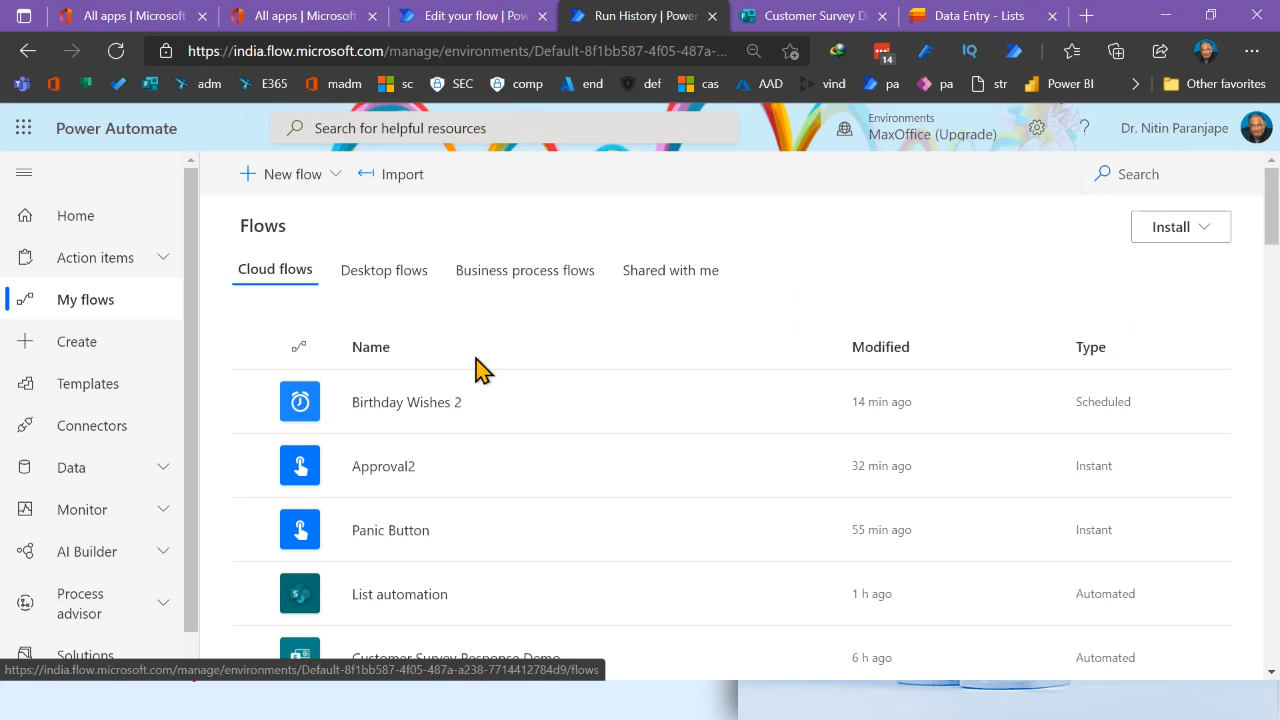 All apps | Microsoft
All apps | Microsoft
Edit your flow | Pow
Run History | Power
Customer Survey D
Data Entry - Lists
https://india.flow.microsoft.com/manage/environments/Default-8f1bb587-4f05-487a-...
IQ
14
adm
E365
madm
sc
SEC
comp
end
def
cas
AAD
vind
pa
pa
str
Power BI
Other favorites
Power Automate
Search for helpful resources
Environments
MaxOffice (Upgrade)
Dr. Nitin Paranjape
New flow
Import
Search
Home
Action items
My flows
Create
Templates
Connectors
Data
Monitor
AI Builder
Process
advisor
Solutions
Flows
Install
Cloud flows
Desktop flows
Business process flows
Shared with me
Name
Modified
Type
Birthday Wishes 2
14 min ago
Scheduled
Approval2
32 min ago
Instant
Panic Button
55 min ago
Instant
List automation
1 h ago
Automated
Customer Survey Response Demo
6 h ago
Automated
https://india.flow.microsoft.com/manage/environments/Default-8f1bb587-4f05-487a-a238-7714412784d9/flows